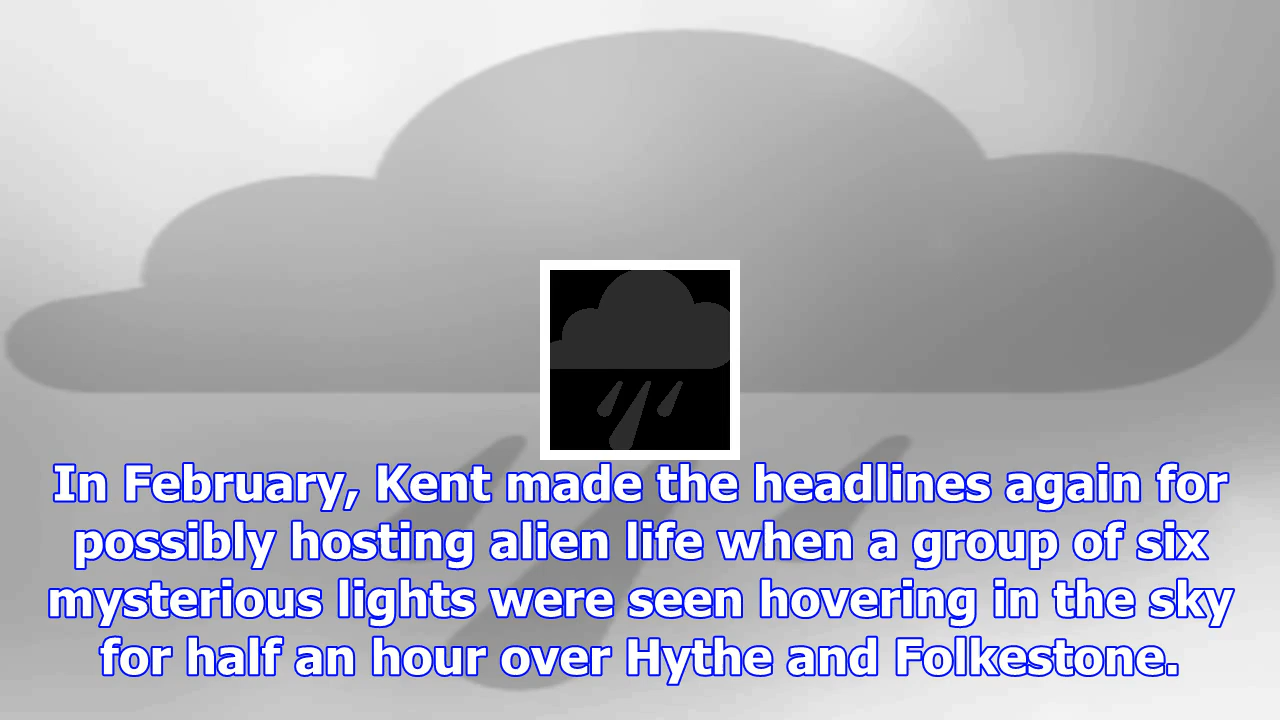 In February, Kent made the headlines again for
possibly hosting alien life when a group of six
mysterious lights were seen hovering in the sky
for half an hour over Hythe and Folkestone.